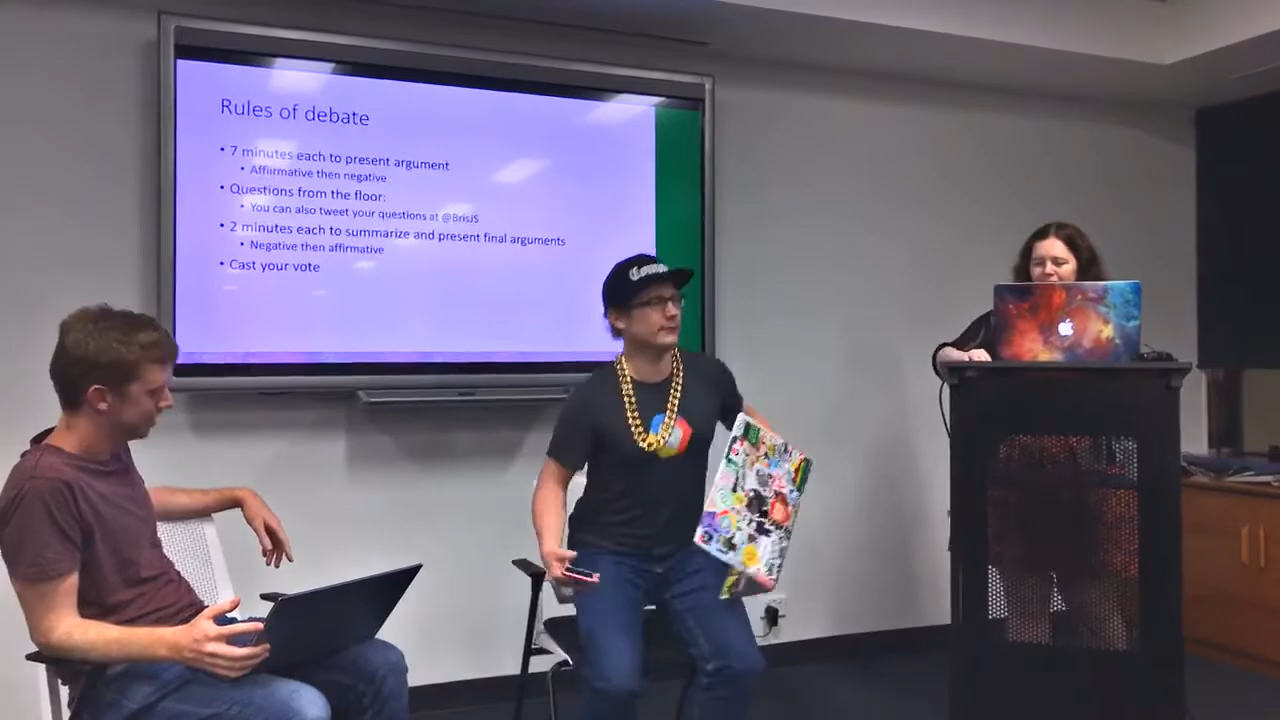 Rules of debate
• 7 minutes each to present argument
• Affirmative then negative
• Questions from the floor:
• You can also tweet your questions at @BrisJS
• 2 minutes each to summarize and present final arguments
• Negative then affirmative
• Cast your vote